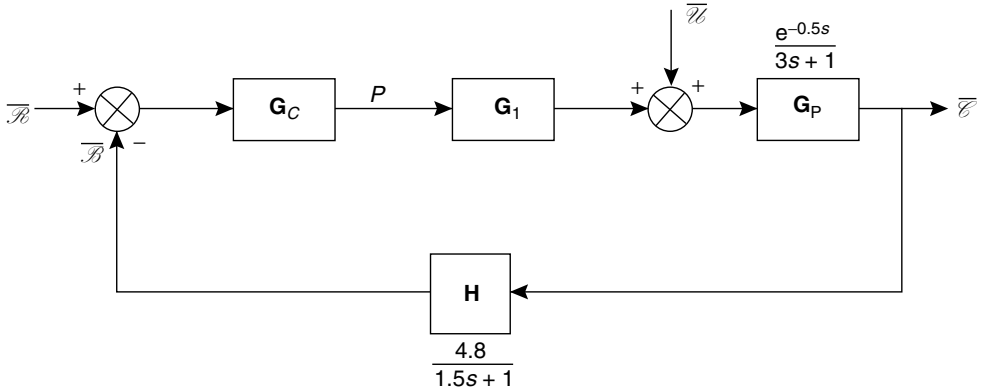 𝒰̅
e^−0.5s
3s + 1
+ + +
ℛ̅ G_C P G_1 G_P 𝒞̅
ℬ̅ −
H
4.8
1.5s + 1